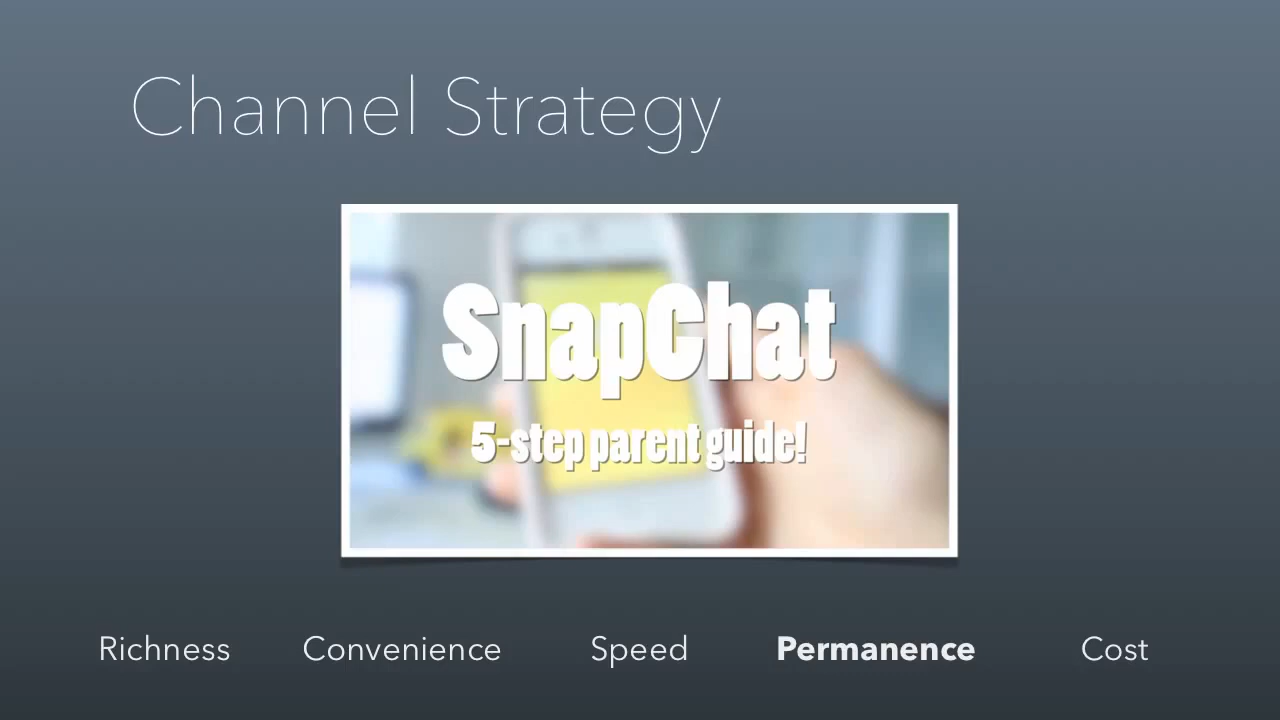 Channel Strategy
SnapChat
5-step parent guide!
Richness Convenience Speed Permanence Cost